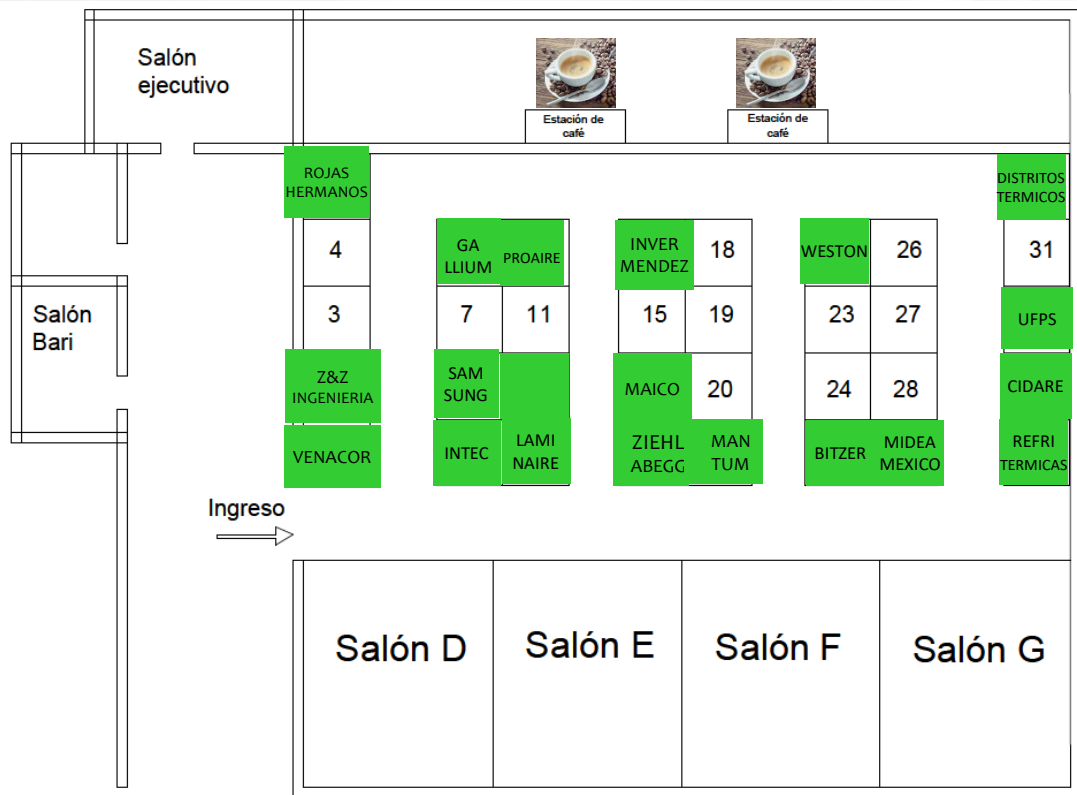 Salón
ejecutivo
Estación de
café
Estación de
café
ROJAS
HERMANOS
DISTRITOS
TERMICOS
4
GA
LLIUM
PROAIRE
INVER
MENDEZ
18
WESTON
26
31
Salón
Bari
3
7
11
15
19
23
27
UFPS
Z&Z
INGENIERIA
SAM
SUNG
MAICO
20
24
28
CIDARE
VENACOR
INTEC
LAMI
NAIRE
ZIEHL
ABEGG
MAN
TUM
BITZER
MIDEA
MEXICO
REFRI
TERMICAS
Ingreso
Salón D
Salón E
Salón F
Salón G